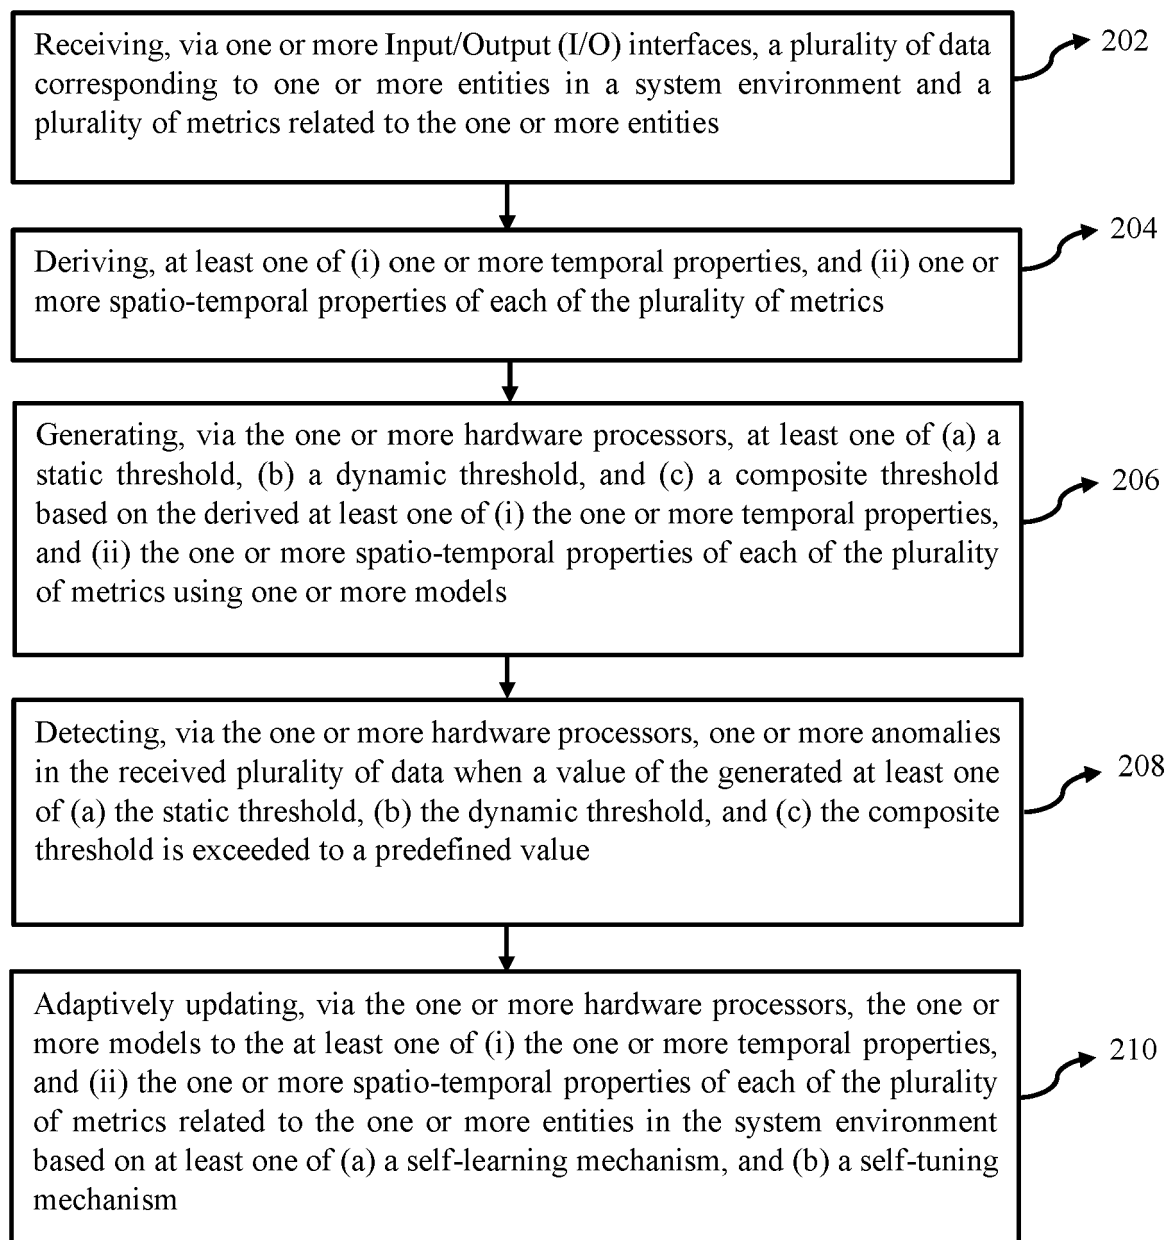 Receiving, via one or more Input/Output (I/O) interfaces, a plurality of data
corresponding to one or more entities in a system environment and a
plurality of metrics related to the one or more entities
202
Deriving, at least one of (i) one or more temporal properties, and (ii) one or
more spatio-temporal properties of each of the plurality of metrics
204
Generating, via the one or more hardware processors, at least one of (a) a
static threshold, (b) a dynamic threshold, and (c) a composite threshold
based on the derived at least one of (i) the one or more temporal properties,
and (ii) the one or more spatio-temporal properties of each of the plurality
of metrics using one or more models
206
Detecting, via the one or more hardware processors, one or more anomalies
in the received plurality of data when a value of the generated at least one
of (a) the static threshold, (b) the dynamic threshold, and (c) the composite
threshold is exceeded to a predefined value
208
Adaptively updating, via the one or more hardware processors, the one or
more models to the at least one of (i) the one or more temporal properties,
and (ii) the one or more spatio-temporal properties of each of the plurality
of metrics related to the one or more entities in the system environment
based on at least one of (a) a self-learning mechanism, and (b) a self-tuning
mechanism
210